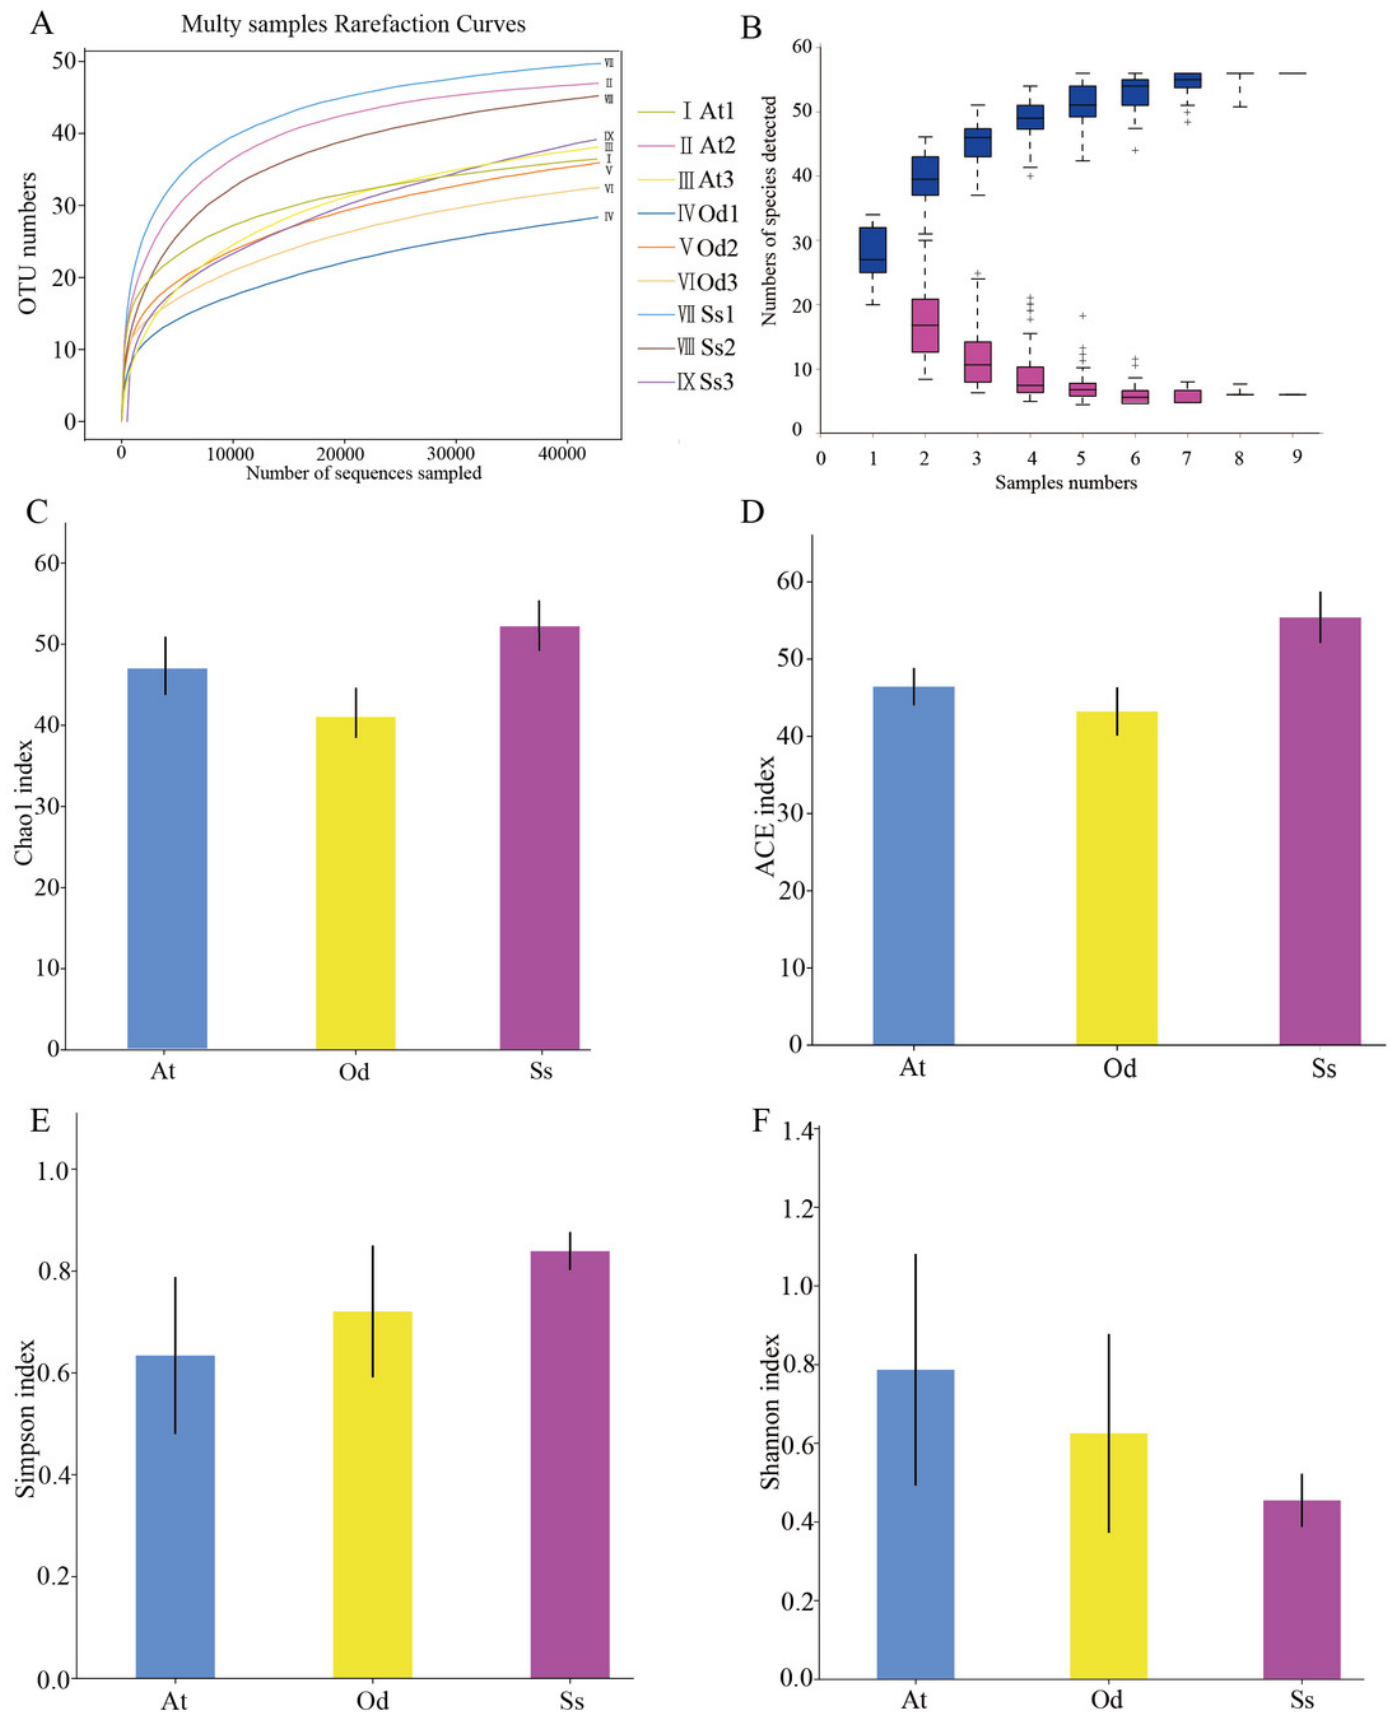 A
Multy samples Rarefaction Curves
OTU numbers
50
40
30
20
10
0
0 10000 20000 30000 40000
Number of sequences sampled
VII
II
VIII
IX
III
I
V
VI
IV
I At1
II At2
III At3
IV Od1
V Od2
VI Od3
VII Ss1
VIII Ss2
IX Ss3
B
Numbers of species detected
60
50
40
30
20
10
0
0 1 2 3 4 5 6 7 8 9
Samples numbers
C
Chao1 index
60
50
40
30
20
10
0
At Od Ss
D
ACE index
60
50
40
30
20
10
0
At Od Ss
E
Simpson index
1.0
0.8
0.6
0.4
0.2
0.0
At Od Ss
F
Shannon index
1.4
1.2
1.0
0.8
0.6
0.4
0.2
0.0
At Od Ss